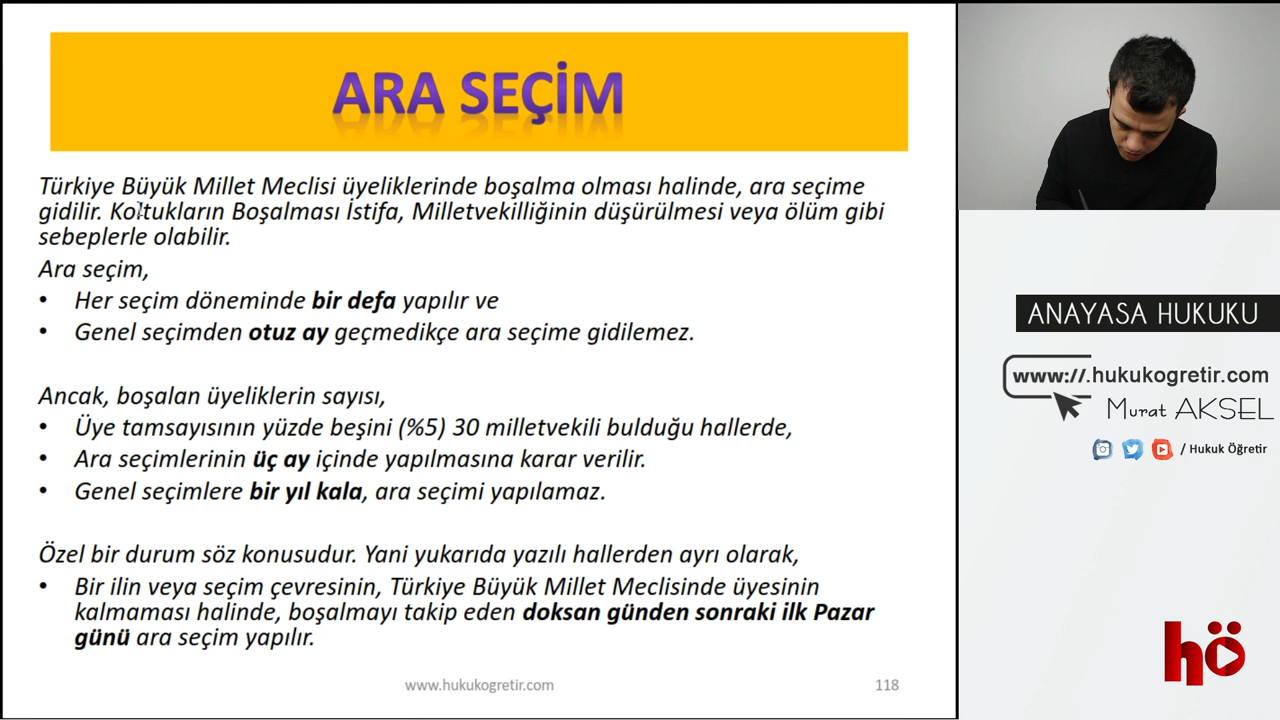 ARA SEÇİM
Türkiye Büyük Millet Meclisi üyeliklerinde boşalma olması halinde, ara seçime
gidilir. Koltukların Boşalması İstifa, Milletvekilliğinin düşürülmesi veya ölüm gibi
sebeplerle olabilir.
Ara seçim,
• Her seçim döneminde bir defa yapılır ve
• Genel seçimden otuz ay geçmedikçe ara seçime gidilemez.
Ancak, boşalan üyeliklerin sayısı,
• Üye tamsayısının yüzde beşini (%5) 30 milletvekili bulduğu hallerde,
• Ara seçimlerinin üç ay içinde yapılmasına karar verilir.
• Genel seçimlere bir yıl kala, ara seçimi yapılamaz.
Özel bir durum söz konusudur. Yani yukarıda yazılı hallerden ayrı olarak,
• Bir ilin veya seçim çevresinin, Türkiye Büyük Millet Meclisinde üyesinin
kalmaması halinde, boşalmayı takip eden doksan günden sonraki ilk Pazar
günü ara seçim yapılır.
www.hukukogretir.com
118
ANAYASA HUKUKU
www://.hukukogretir.com
Murat AKSEL
/ Hukuk Öğretir
hö